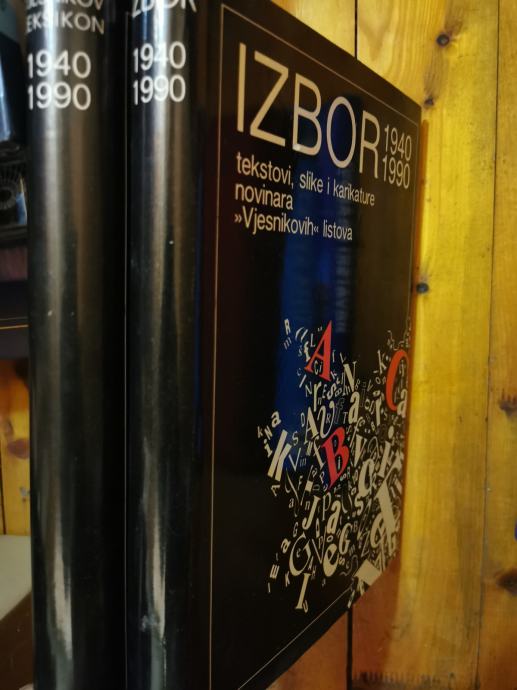 LEKSIKON
1940
1990
IZBOR
1940
1990
IZBOR
1940
1990
tekstovi, slike i karikature
novinara
»Vjesnikovih« listova
A
C
B